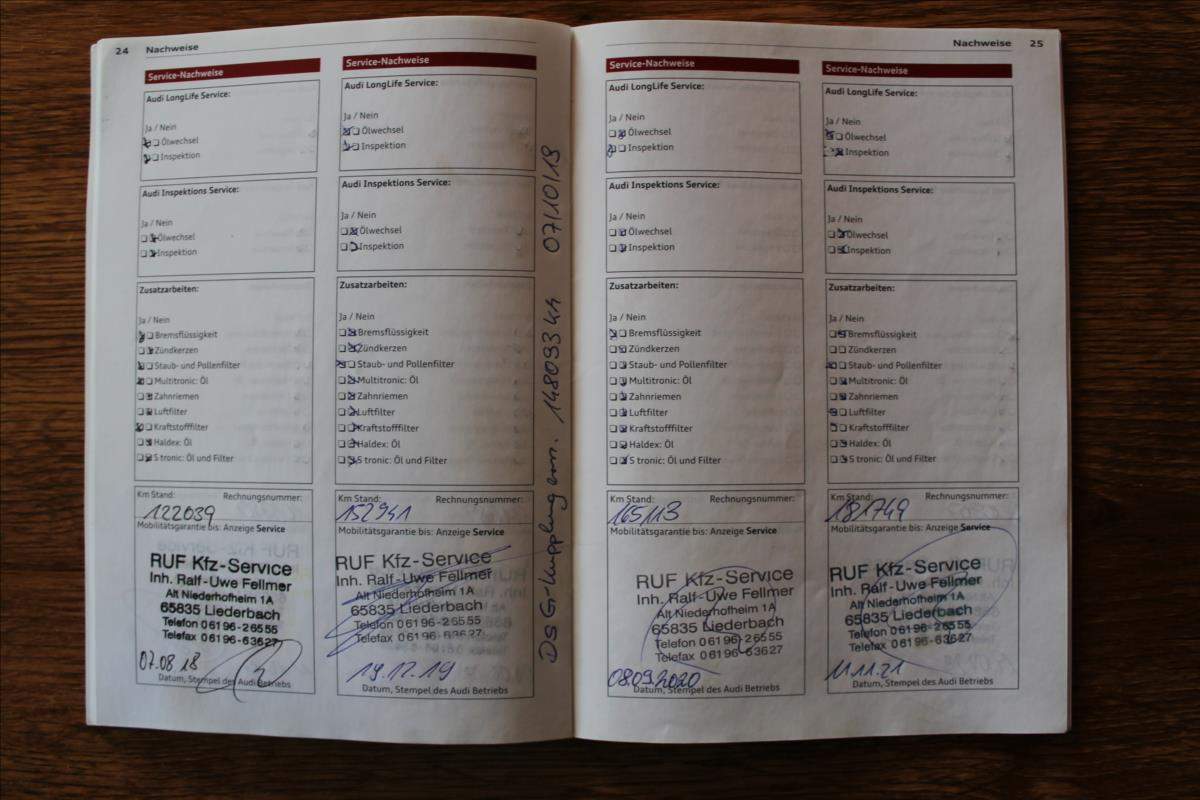 24 Nachweise
Service-Nachweise
Audi LongLife Service:
Ja / Nein
Ölwechsel
Inspektion
Audi Inspektions Service:
Ja / Nein
Ölwechsel
Inspektion
Zusatzarbeiten:
Ja / Nein
Bremsflüssigkeit
Zündkerzen
Staub- und Pollenfilter
Multitronic: Öl
Zahnriemen
Luftfilter
Kraftstofffilter
Haldex: Öl
S tronic: Öl und Filter
Km Stand: Rechnungsnummer:
122039
Mobilitätsgarantie bis: Anzeige Service
RUF Kfz-Service
Inh. Ralf-Uwe Fellmer
Alt Niederhofheim 1A
65835 Liederbach
Telefon 06196-26555
Telefax 06196-63627
07.08 18
Datum, Stempel des Audi Betriebs
Service-Nachweise
Audi LongLife Service:
Ja / Nein
Ölwechsel
Inspektion
Audi Inspektions Service:
Ja / Nein
Ölwechsel
Inspektion
Zusatzarbeiten:
Ja / Nein
Bremsflüssigkeit
Zündkerzen
Staub- und Pollenfilter
Multitronic: Öl
Zahnriemen
Luftfilter
Kraftstofffilter
Haldex: Öl
S tronic: Öl und Filter
Km Stand: Rechnungsnummer:
152941
Mobilitätsgarantie bis: Anzeige Service
RUF Kfz-Service
Inh. Ralf-Uwe Fellmer
Alt Niederhofheim 1A
65835 Liederbach
Telefon 06196-26555
Telefax 06196-63627
19.12.19
Datum, Stempel des Audi Betriebs
DSG-Kupplung ern. 07/10/19
Nachweise 25
Service-Nachweise
Audi LongLife Service:
Ja / Nein
Ölwechsel
Inspektion
Audi Inspektions Service:
Ja / Nein
Ölwechsel
Inspektion
Zusatzarbeiten:
Ja / Nein
Bremsflüssigkeit
Zündkerzen
Staub- und Pollenfilter
Multitronic: Öl
Zahnriemen
Luftfilter
Kraftstofffilter
Haldex: Öl
S tronic: Öl und Filter
Km Stand: Rechnungsnummer:
165113
Mobilitätsgarantie bis: Anzeige Service
RUF Kfz-Service
Inh. Ralf-Uwe Fellmer
Alt Niederhofheim 1A
65835 Liederbach
Telefon 06196-26555
Telefax 06196-63627
08.09.2020
Datum, Stempel des Audi Betriebs
Service-Nachweise
Audi LongLife Service:
Ja / Nein
Ölwechsel
Inspektion
Audi Inspektions Service:
Ja / Nein
Ölwechsel
Inspektion
Zusatzarbeiten:
Ja / Nein
Bremsflüssigkeit
Zündkerzen
Staub- und Pollenfilter
Multitronic: Öl
Zahnriemen
Luftfilter
Kraftstofffilter
Haldex: Öl
S tronic: Öl und Filter
Km Stand: Rechnungsnummer:
181749
Mobilitätsgarantie bis: Anzeige Service
RUF Kfz-Service
Inh. Ralf-Uwe Fellmer
Alt Niederhofheim 1A
65835 Liederbach
Telefon 06196-26555
Telefax 06196-63627
11.11.21
Datum, Stempel des Audi Betriebs